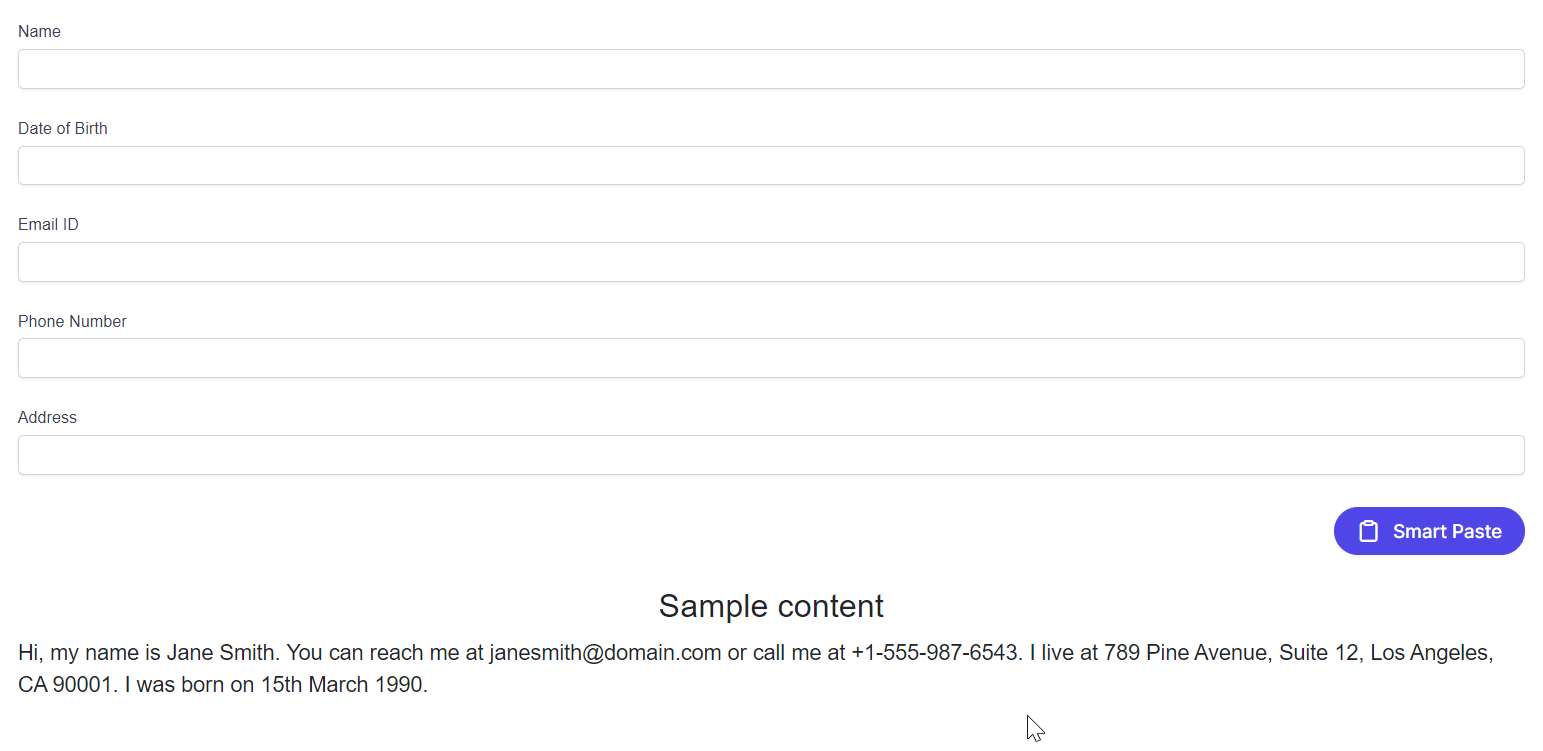 Name
Date of Birth
Email ID
Phone Number
Address
Smart Paste
Sample content
Hi, my name is Jane Smith. You can reach me at janesmith@domain.com or call me at +1-555-987-6543. I live at 789 Pine Avenue, Suite 12, Los Angeles,
CA 90001. I was born on 15th March 1990.